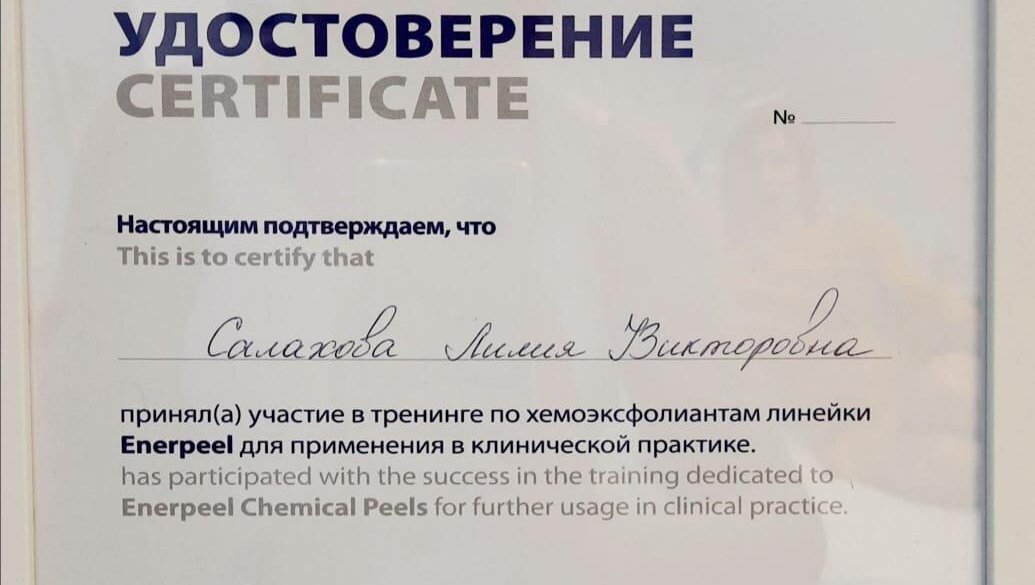 УДОСТОВЕРЕНИЕ
CERTIFICATE
№
Настоящим подтверждаем, что
This is to certify that
Салахова Лилия Викторовна
принял(а) участие в тренинге по хемоэксфолиантам линейки
Enerpeel для применения в клинической практике.
has participated with the success in the training dedicated to
Enerpeel Chemical Peels for further usage in clinical practice.